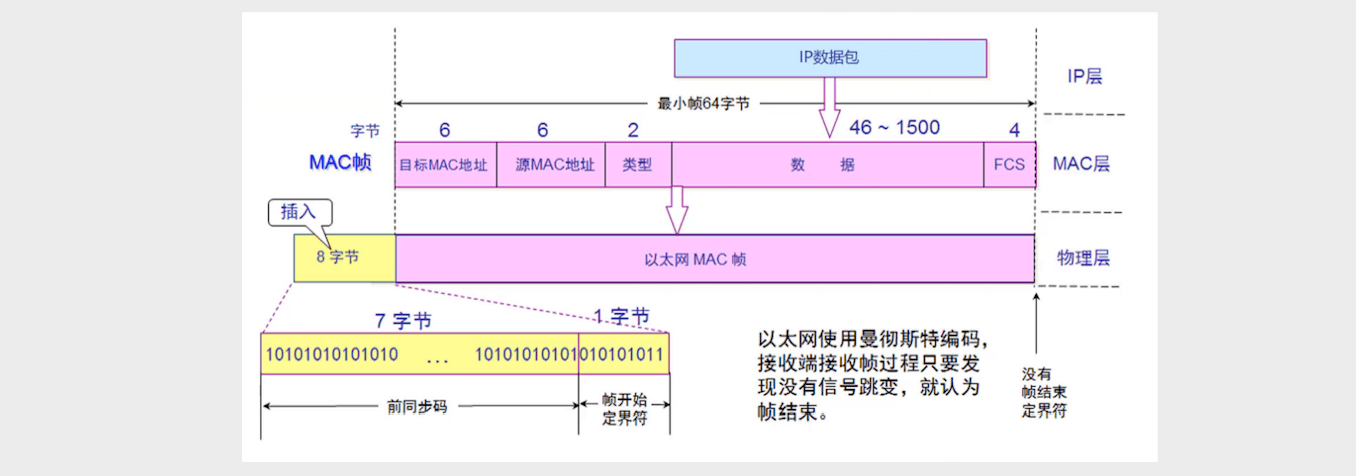 IP数据包
IP层
最小帧64字节
字节
6
6
2
46 ~ 1500
4
MAC帧
目标MAC地址
源MAC地址
类型
数 据
FCS
MAC层
插入
8 字节
以太网 MAC 帧
物理层
7 字节
1 字节
10101010101010 ... 10101010101010101011
前同步码
帧开始
定界符
以太网使用曼彻斯特编码，
接收端接收帧过程只要发
现没有信号跳变，就认为
帧结束。
没有
帧结束
定界符